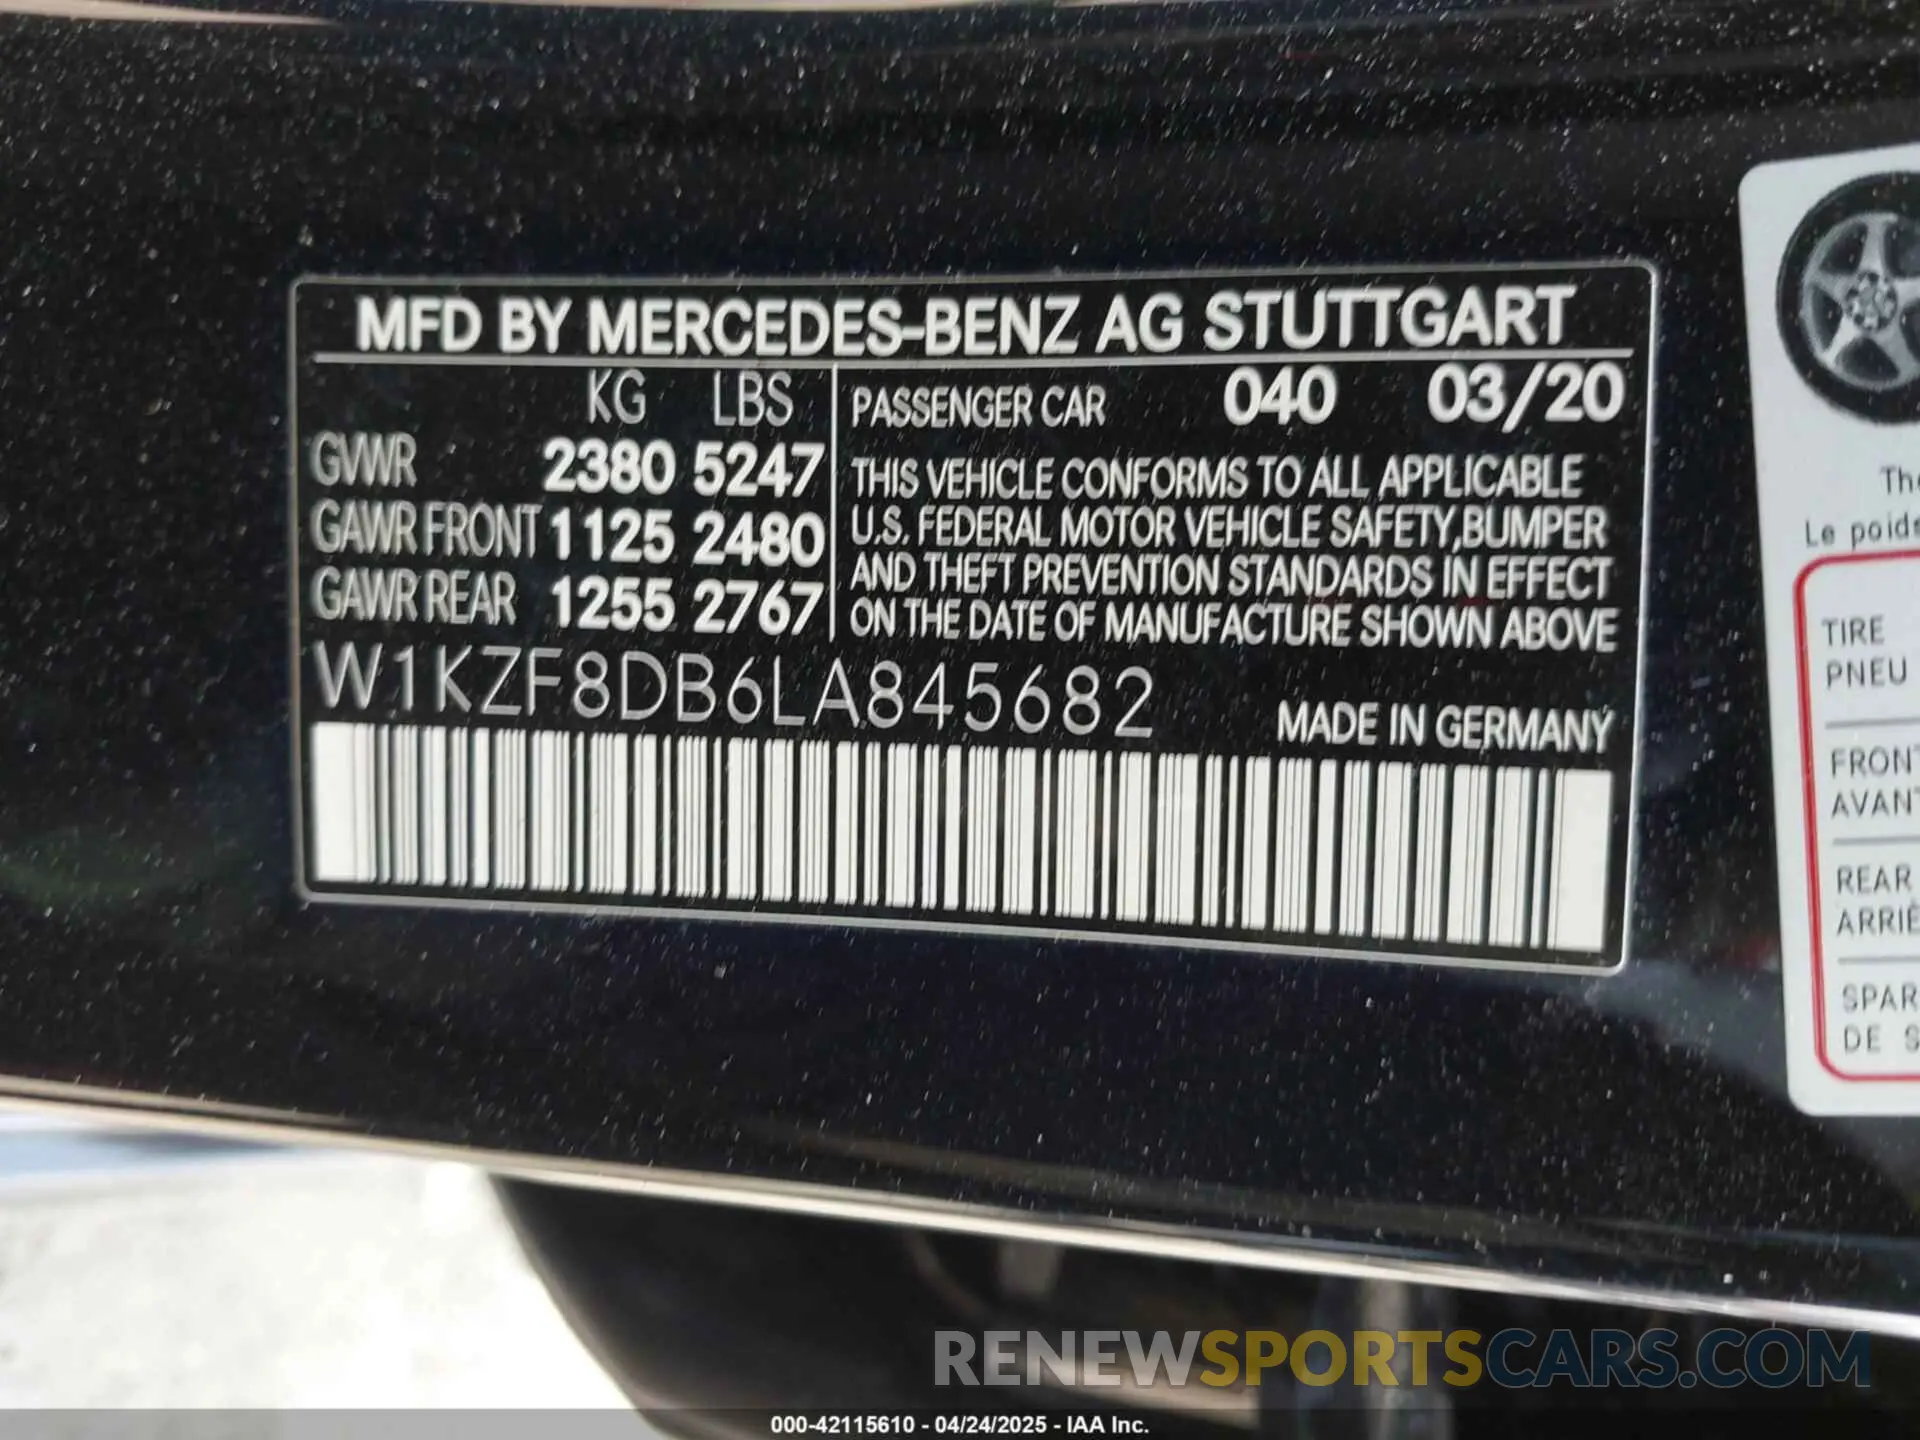 MFD BY MERCEDES-BENZ AG STUTTGART
KG LBS
GVWR 2380 5247
GAWR FRONT 1125 2480
GAWR REAR 1255 2767
PASSENGER CAR 040 03/20
THIS VEHICLE CONFORMS TO ALL APPLICABLE
U.S. FEDERAL MOTOR VEHICLE SAFETY,BUMPER
AND THEFT PREVENTION STANDARDS IN EFFECT
ON THE DATE OF MANUFACTURE SHOWN ABOVE
W1KZF8DB6LA845682
MADE IN GERMANY
Le
TIRE
PNEU
FRONT
AVANT
REAR
DE
RENEWSPORTSCARS.COM
000-42115610 - 04/24/2025 - IAA Inc.